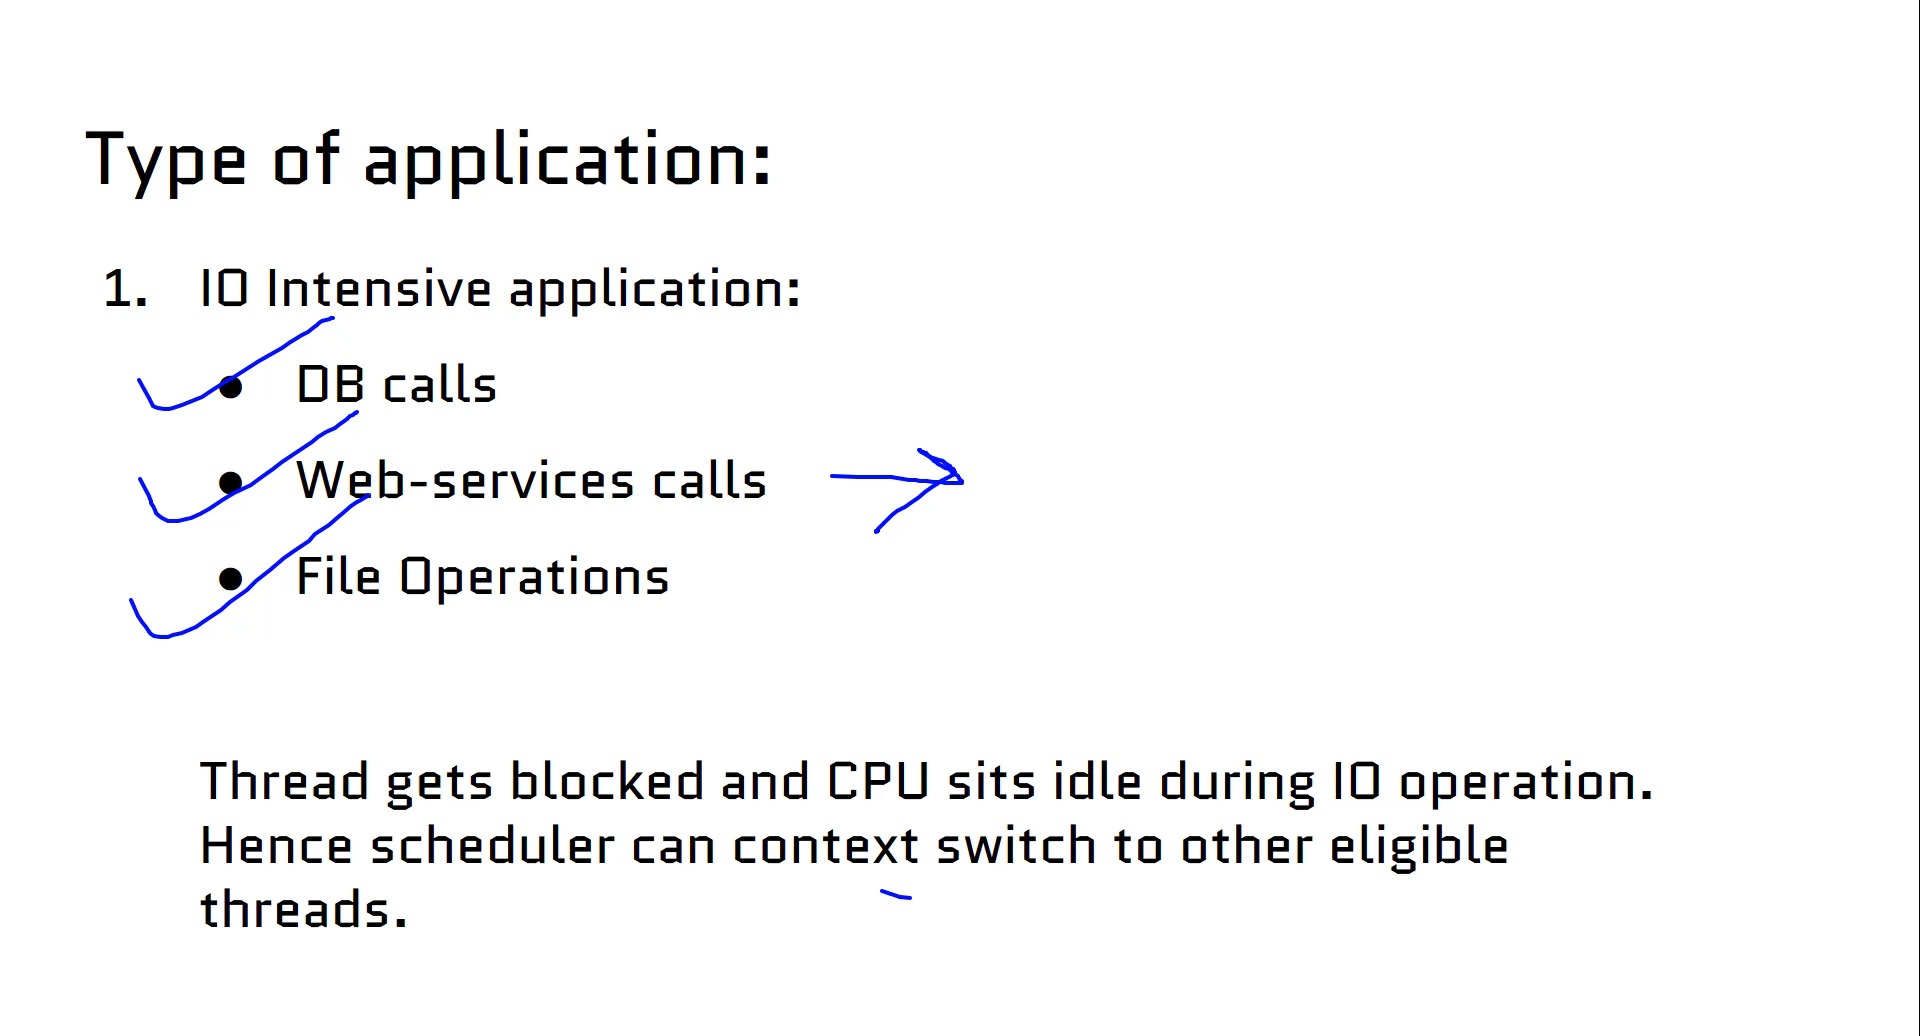 Type of application:
1. IO Intensive application:
● DB calls
● Web-services calls
● File Operations
Thread gets blocked and CPU sits idle during IO operation.
Hence scheduler can context switch to other eligible
threads.